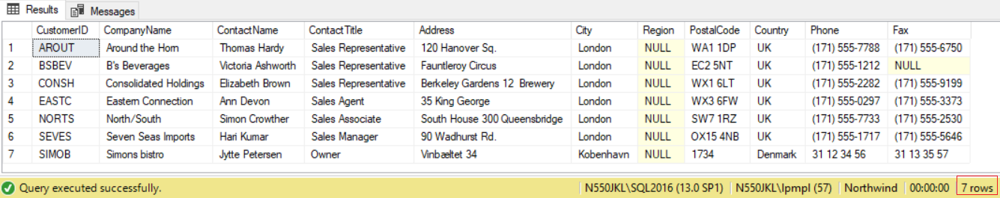 Results Messages
CustomerID CompanyName ContactName ContactTitle Address City Region PostalCode Country Phone Fax
1 AROUT Around the Horn Thomas Hardy Sales Representative 120 Hanover Sq. London NULL WA1 1DP UK (171) 555-7788 (171) 555-6750
2 BSBEV B's Beverages Victoria Ashworth Sales Representative Fauntleroy Circus London NULL EC2 5NT UK (171) 555-1212 NULL
3 CONSH Consolidated Holdings Elizabeth Brown Sales Representative Berkeley Gardens 12 Brewery London NULL WX1 6LT UK (171) 555-2282 (171) 555-9199
4 EASTC Eastern Connection Ann Devon Sales Agent 35 King George London NULL WX3 6FW UK (171) 555-0297 (171) 555-3373
5 NORTS North/South Simon Crowther Sales Associate South House 300 Queensbridge London NULL SW7 1RZ UK (171) 555-7733 (171) 555-2530
6 SEVES Seven Seas Imports Hari Kumar Sales Manager 90 Wadhurst Rd. London NULL OX15 4NB UK (171) 555-1717 (171) 555-5646
7 SIMOB Simons bistro Jytte Petersen Owner Vinbæltet 34 Kobenhavn NULL 1734 Denmark 31 12 34 56 31 13 35 57
Query executed successfully. N550JKL\SQL2016 (13.0 SP1) N550JKL\lpmpl (57) Northwind 00:00:00 7 rows